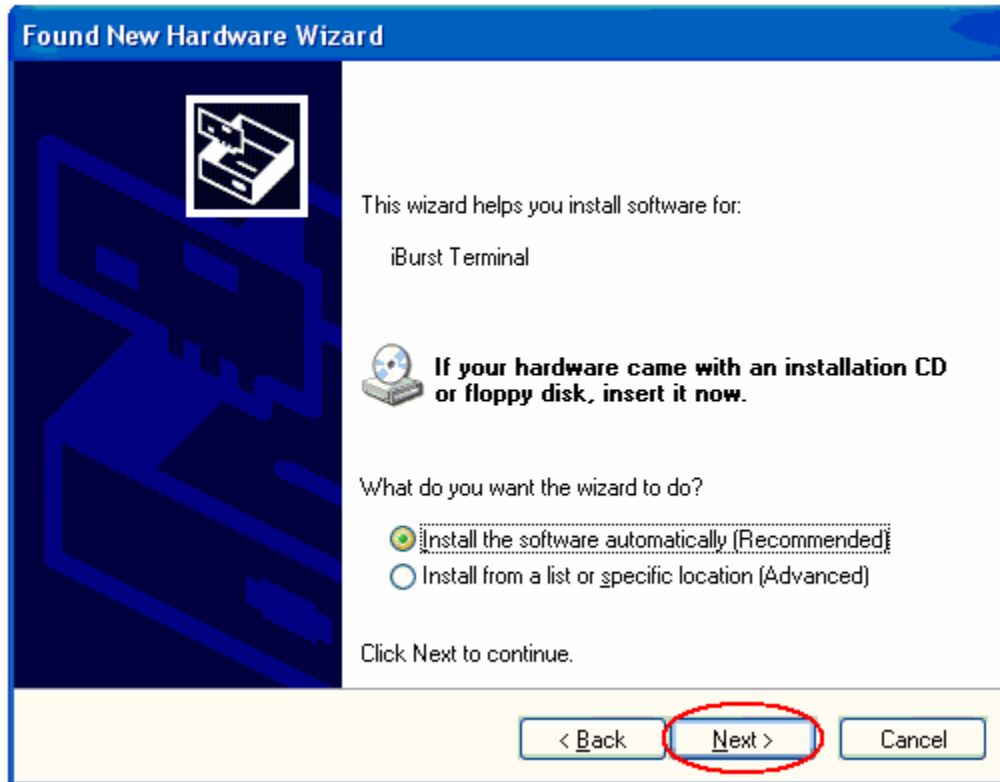 Found New Hardware Wizard
This wizard helps you install software for:
iBurst Terminal
If your hardware came with an installation CD
or floppy disk, insert it now.
What do you want the wizard to do?
Install the software automatically (Recommended)
Install from a list or specific location (Advanced)
Click Next to continue.
< Back Next > Cancel